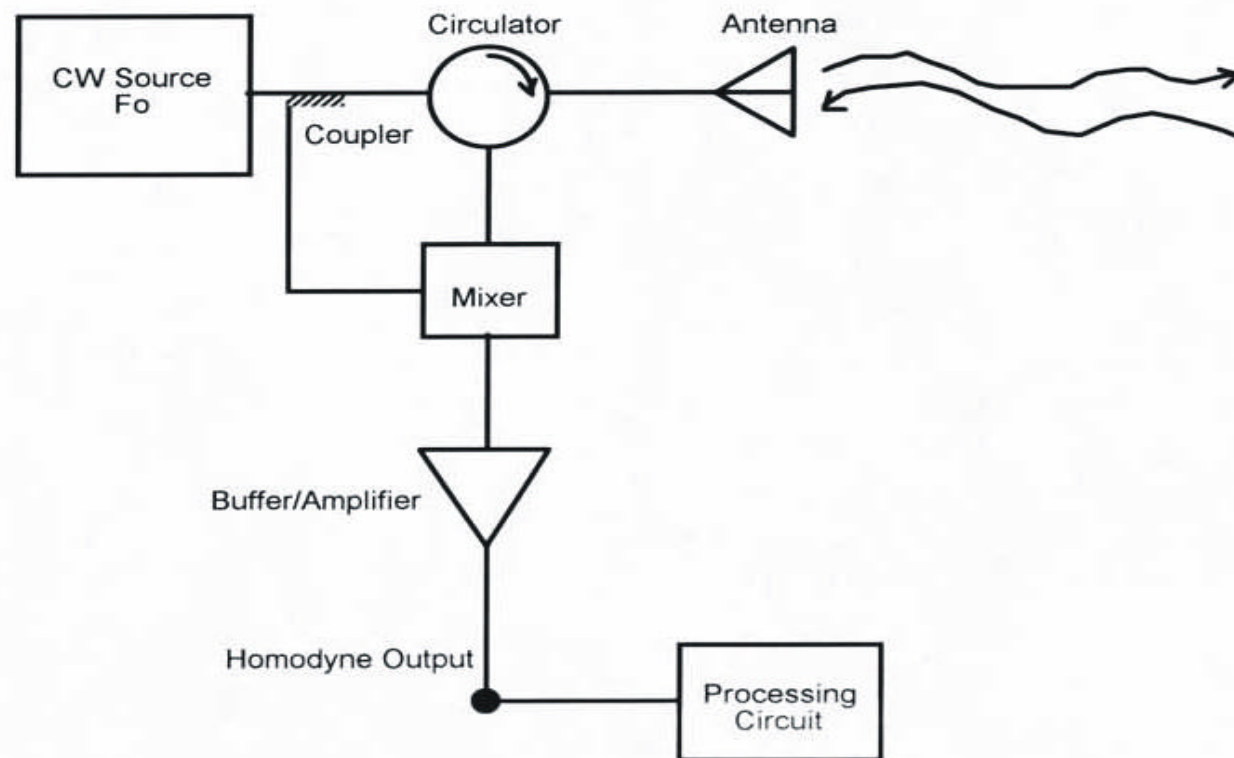 Circulator
Antenna
CW Source
Fo
Coupler
Mixer
Buffer/Amplifier
Homodyne Output
Processing
Circuit